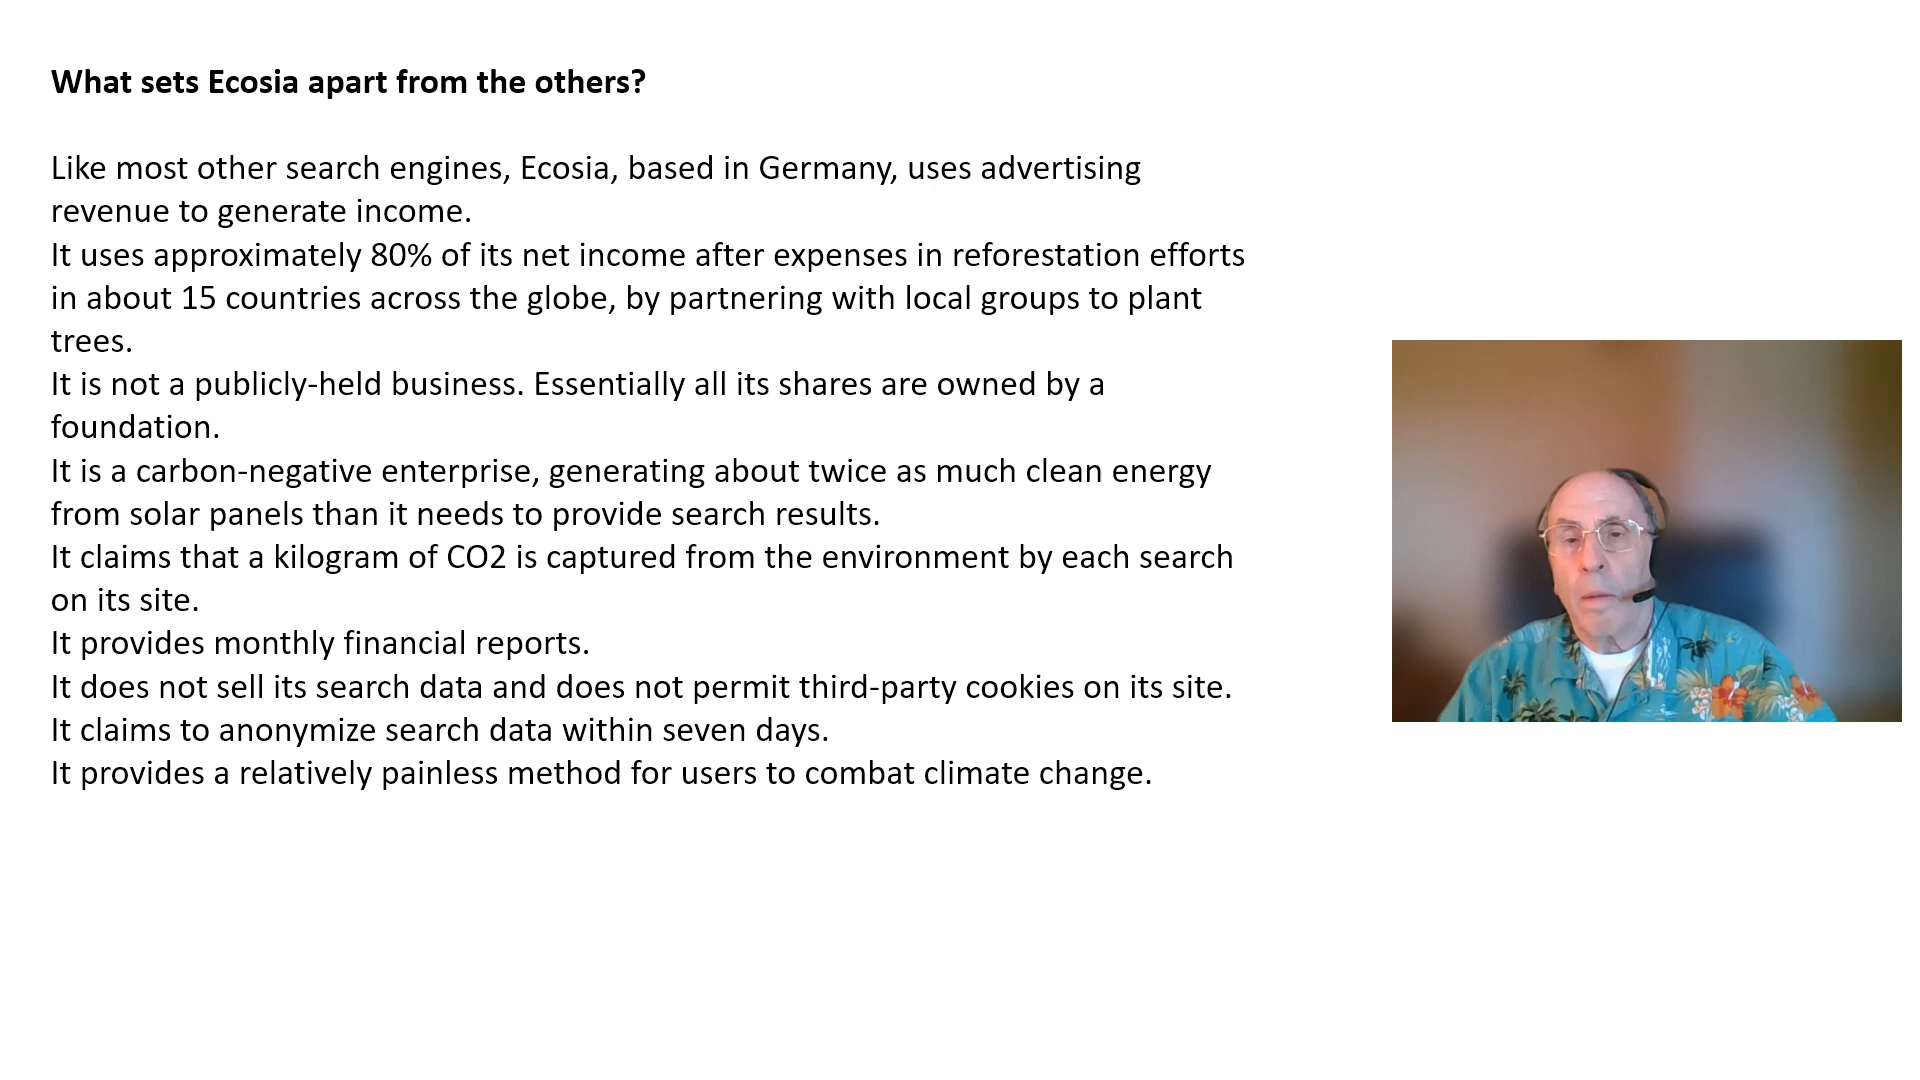 What sets Ecosia apart from the others?
Like most other search engines, Ecosia, based in Germany, uses advertising
revenue to generate income.
It uses approximately 80% of its net income after expenses in reforestation efforts
in about 15 countries across the globe, by partnering with local groups to plant
trees.
It is not a publicly-held business. Essentially all its shares are owned by a
foundation.
It is a carbon-negative enterprise, generating about twice as much clean energy
from solar panels than it needs to provide search results.
It claims that a kilogram of CO2 is captured from the environment by each search
on its site.
It provides monthly financial reports.
It does not sell its search data and does not permit third-party cookies on its site.
It claims to anonymize search data within seven days.
It provides a relatively painless method for users to combat climate change.